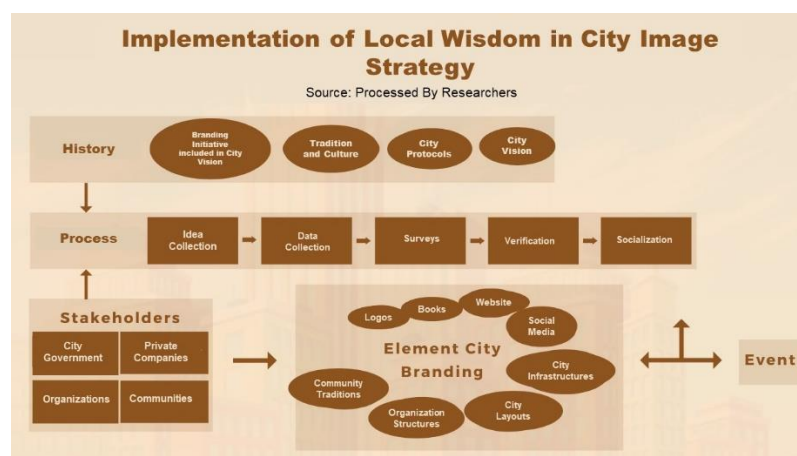 Implementation of Local Wisdom in City Image
Strategy
Source: Processed By Researchers
History
Branding
Initiative
included in City
Vision
Tradition
and Culture
City
Protocols
City
Vision
Process
Idea
Collection
Data
Collection
Surveys
Verification
Socialization
Stakeholders
City
Government
Private
Companies
Organizations
Communities
Logos
Books
Website
Social
Media
Element City
Branding
City
Infrastructures
Community
Traditions
Organization
Structures
City
Layouts
Event